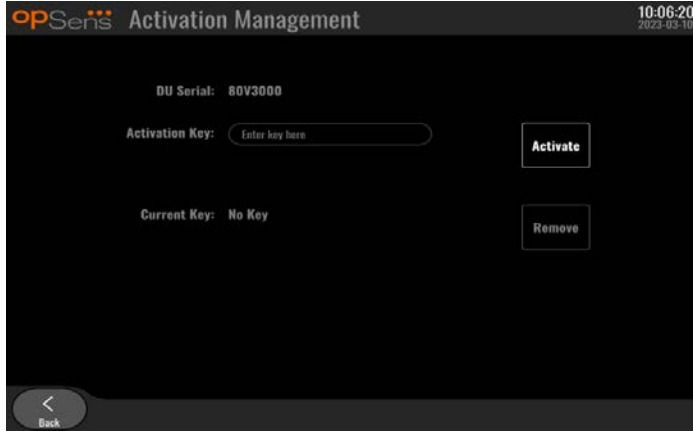 opSens Activation Management 10:06:20
2023-03-10
DU Serial: 80V3000
Activation Key: Enter key here Activate
Current Key: No Key Remove
Back